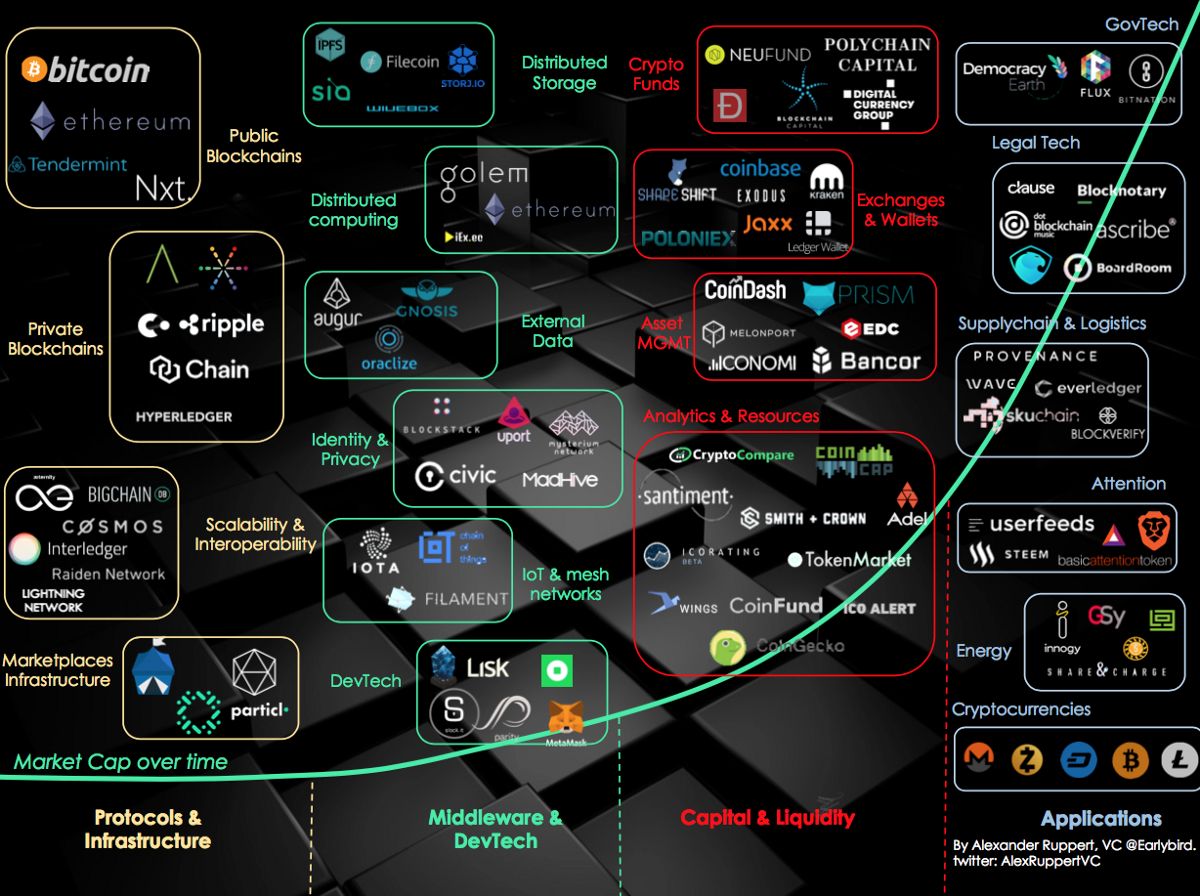 bitcoin
ethereum
Tendermint
Nxt.
Public
Blockchains
ripple
Chain
HYPERLEDGER
Private
Blockchains
æternity
BIGCHAIN DB
COSMOS
Interledger
Raiden Network
LIGHTNING
NETWORK
Scalability &
Interoperability
Marketplaces
Infrastructure
particl
Market Cap over time
Protocols &
Infrastructure
IPFS
Filecoin
STORJ.IO
sia
Distributed
Storage
Distributed
computing
golem
ethereum
iEx.ec
augur
GNOSIS
oraclize
External
Data
Identity &
Privacy
BLOCKSTACK
uport
mysterium
network
civic
MadHive
IOTA
IOT chain
of
things
FILAMENT
IoT & mesh
networks
DevTech
LISK
S
slock.it
parity
MetaMask
Middleware &
DevTech
Crypto
Funds
NEUFUND
POLYCHAIN
CAPITAL
BLOCKCHAIN
CAPITAL
DIGITAL
CURRENCY
GROUP
SHAPESHIFT
coinbase
EXODUS
kraken
POLONIEX
Jaxx
Ledger Wallet
Exchanges
& Wallets
Asset
MGMT
CoinDash
PRISM
MELONPORT
EDC
ICONOMI
Bancor
Analytics & Resources
CryptoCompare
COIN
CAP
santiment
SMITH + CROWN
Adel
ICORATING
BETA
TokenMarket
WINGS
CoinFund
ICO ALERT
CoinGecko
Capital & Liquidity
GovTech
Democracy
Earth
FLUX
BITNATION
Legal Tech
clause
Blocknotary
dot
blockchain
music
ascribe
BoardRoom
Supplychain & Logistics
PROVENANCE
WAVE
everledger
skuchain
BLOCKVERIFY
Attention
userfeeds
STEEM
basicattentiontoken
Energy
innogy
GSy
SHARE&CHARGE
Cryptocurrencies
Applications
By Alexander Ruppert, VC @Earlybird.
twitter: AlexRuppertVC